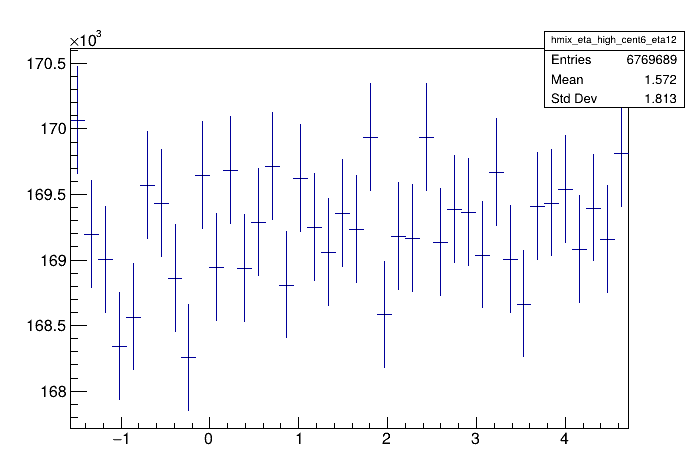 ×10³
hmix_eta_high_cent6_eta12
Entries 6769689
Mean 1.572
Std Dev 1.813
170.5
170
169.5
169
168.5
168
−1 0 1 2 3 4